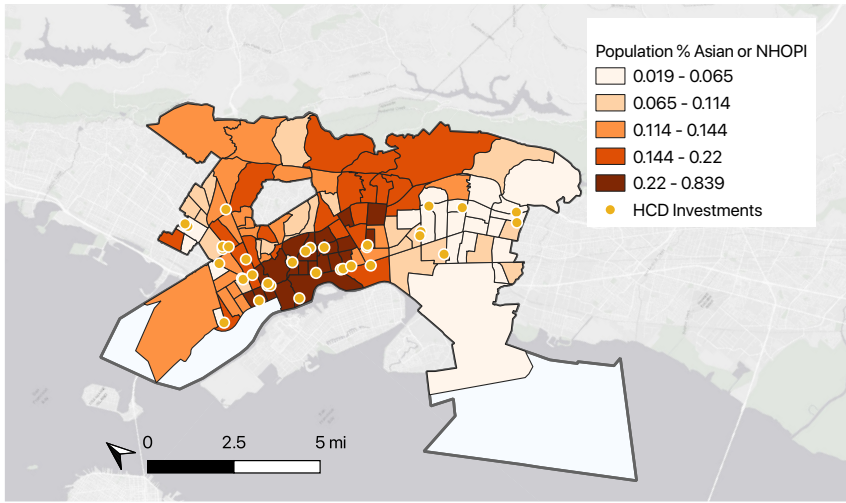 Population % Asian or NHOPI
0.019 - 0.065
0.065 - 0.114
0.114 - 0.144
0.144 - 0.22
0.22 - 0.839
HCD Investments
0 2.5 5 mi